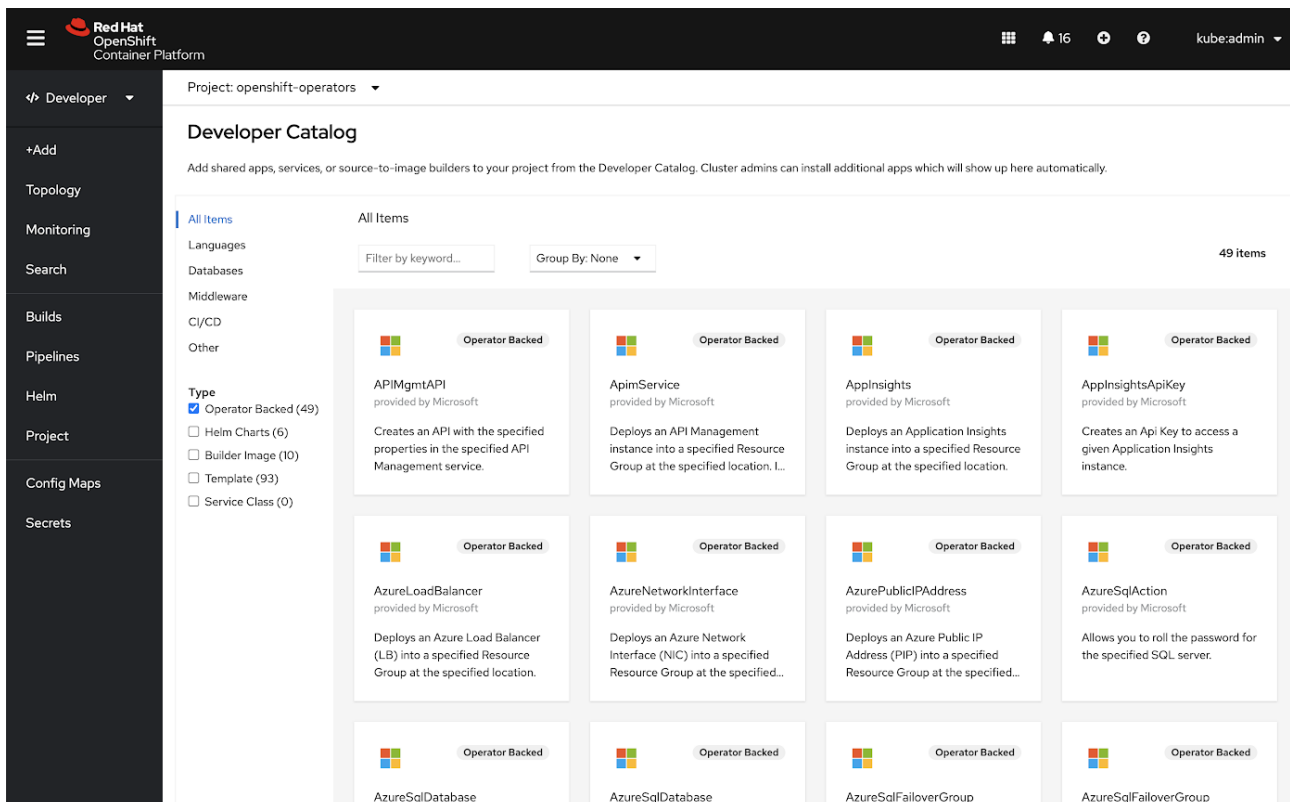 Red Hat
OpenShift
Container Platform
16
kube:admin
Developer
+Add
Topology
Monitoring
Search
Builds
Pipelines
Helm
Project
Config Maps
Secrets
Project: openshift-operators
Developer Catalog
Add shared apps, services, or source-to-image builders to your project from the Developer Catalog. Cluster admins can install additional apps which will show up here automatically.
All Items
Languages
Databases
Middleware
CI/CD
Other
Type
Operator Backed (49)
Helm Charts (6)
Builder Image (10)
Template (93)
Service Class (0)
All Items
Filter by keyword...
Group By: None
49 items
Operator Backed
APIMgmtAPI
provided by Microsoft
Creates an API with the specified
properties in the specified API
Management service.
Operator Backed
ApimService
provided by Microsoft
Deploys an API Management
instance into a specified Resource
Group at the specified location. I...
Operator Backed
AppInsights
provided by Microsoft
Deploys an Application Insights
instance into a specified Resource
Group at the specified location.
Operator Backed
AppInsightsApiKey
provided by Microsoft
Creates an Api Key to access a
given Application Insights
instance.
Operator Backed
AzureLoadBalancer
provided by Microsoft
Deploys an Azure Load Balancer
(LB) into a specified Resource
Group at the specified location.
Operator Backed
AzureNetworkInterface
provided by Microsoft
Deploys an Azure Network
Interface (NIC) into a specified
Resource Group at the specified...
Operator Backed
AzurePublicIPAddress
provided by Microsoft
Deploys an Azure Public IP
Address (PIP) into a specified
Resource Group at the specified...
Operator Backed
AzureSqlAction
provided by Microsoft
Allows you to roll the password for
the specified SQL server.
Operator Backed
AzureSqlDatabase
Operator Backed
AzureSqlDatabase
Operator Backed
AzureSqlFailoverGroup
Operator Backed
AzureSqlFailoverGroup